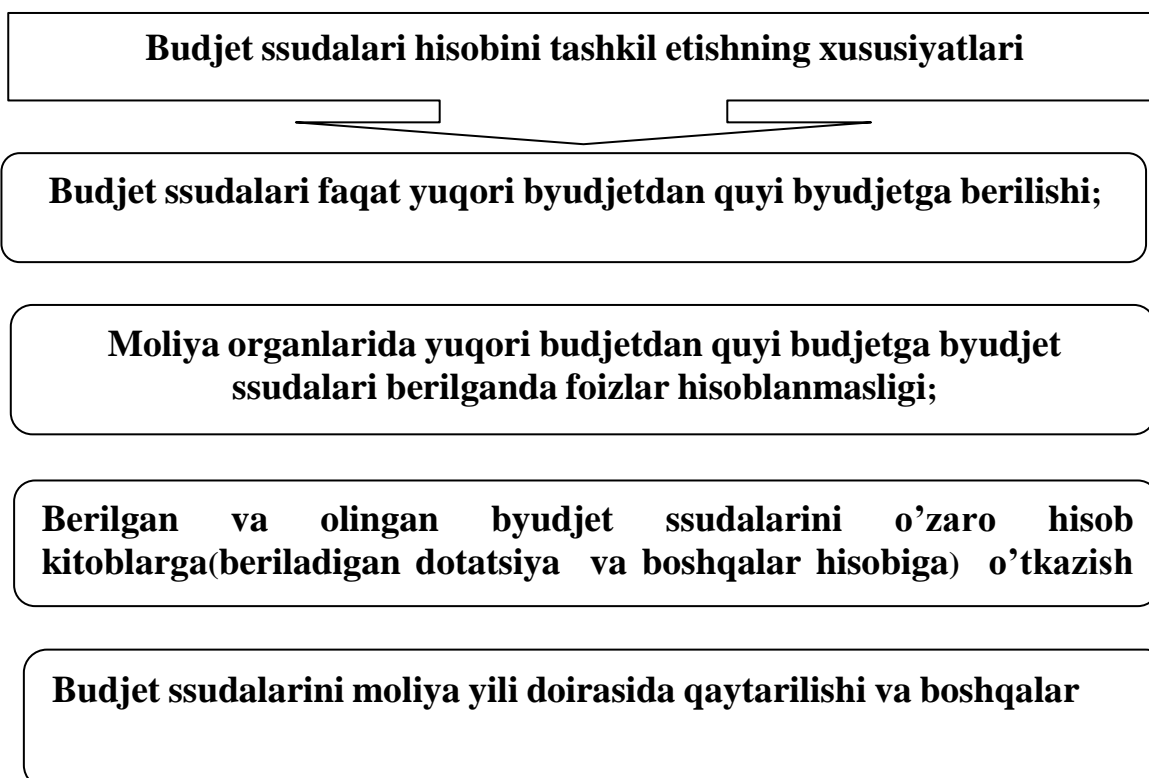 Budjet ssudalari hisobini tashkil etishning xususiyatlari
Budjet ssudalari faqat yuqori byudjetdan quyi byudjetga berilishi;
Moliya organlarida yuqori budjetdan quyi budjetga byudjet
ssudalari berilganda foizlar hisoblanmasligi;
Berilgan va olingan byudjet ssudalarini o’zaro hisob
kitoblarga(beriladigan dotatsiya va boshqalar hisobiga) o’tkazish
Budjet ssudalarini moliya yili doirasida qaytarilishi va boshqalar